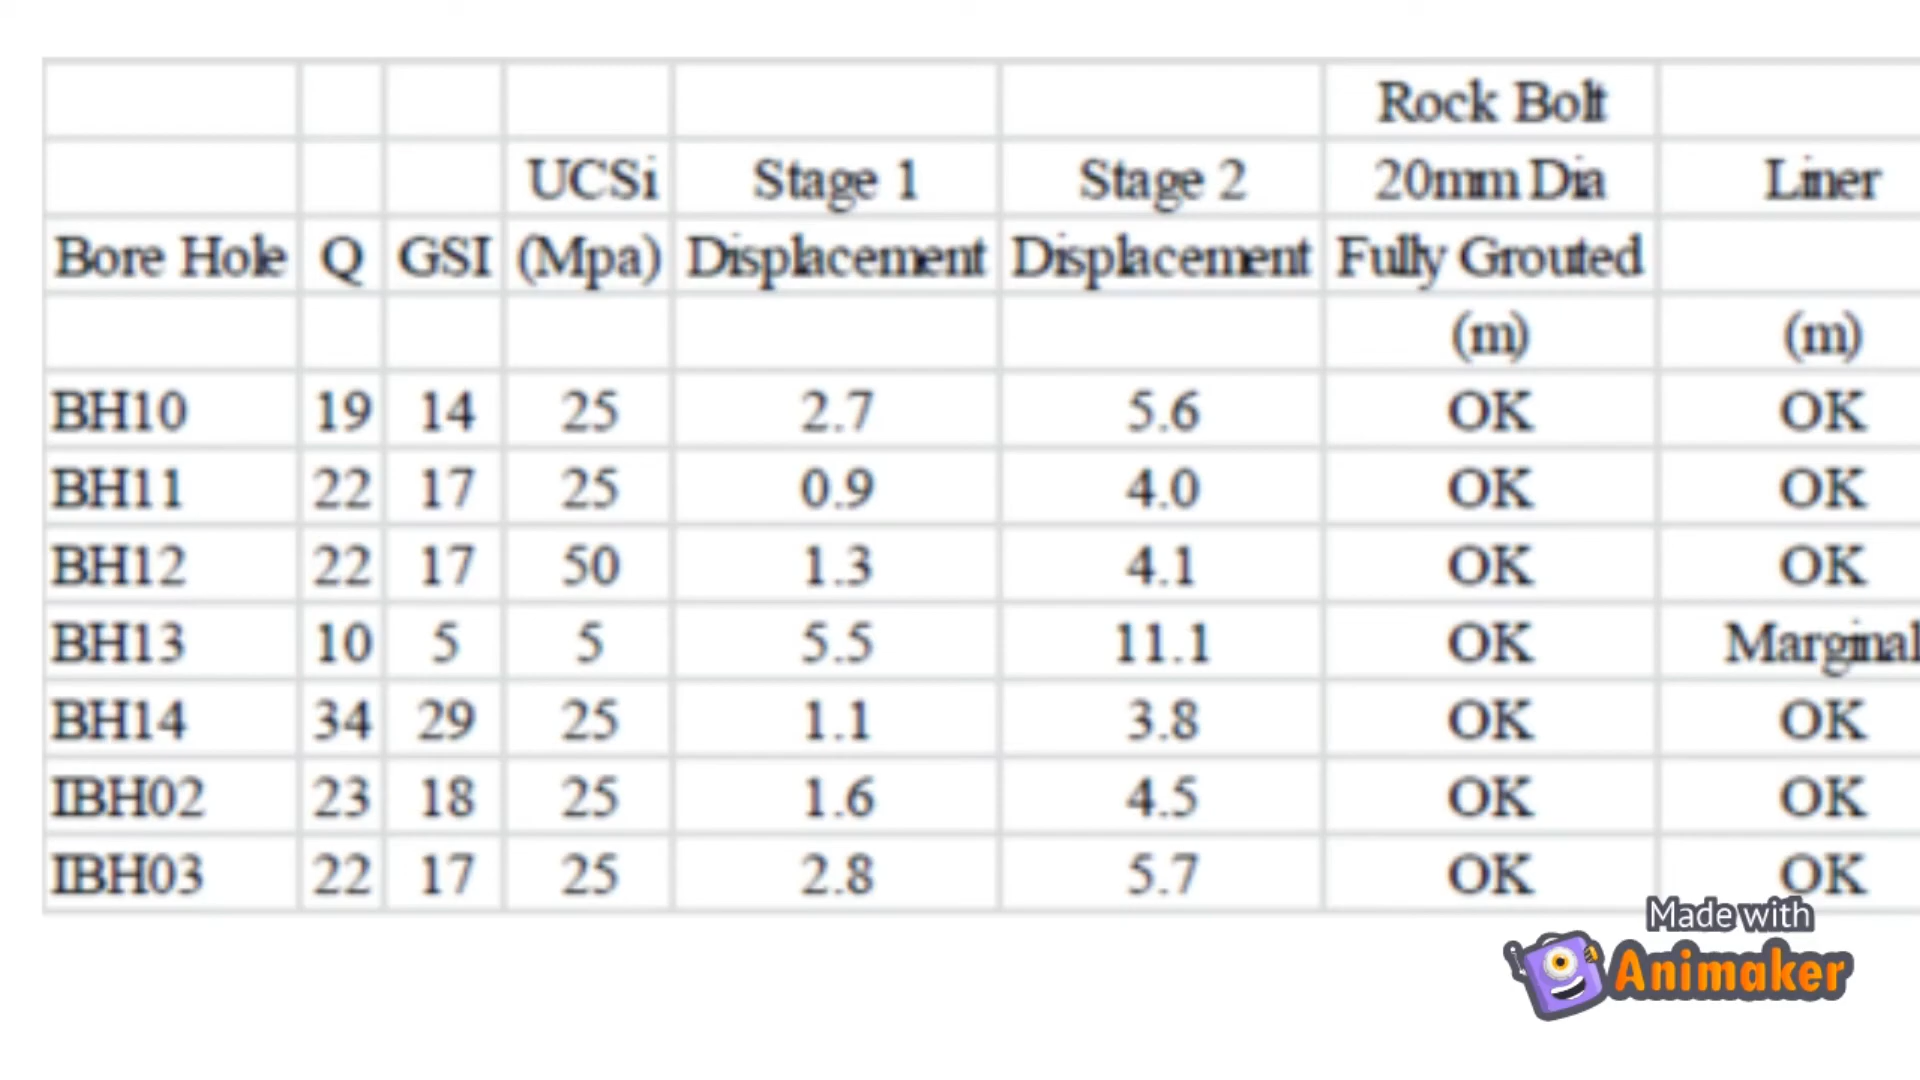 Rock Bolt
UCSi Stage 1 Stage 2 20mm Dia Liner
Bore Hole Q GSI (Mpa) Displacement Displacement Fully Grouted
(m) (m)
BH10 19 14 25 2.7 5.6 OK OK
BH11 22 17 25 0.9 4.0 OK OK
BH12 22 17 50 1.3 4.1 OK OK
BH13 10 5 5 5.5 11.1 OK Marginal
BH14 34 29 25 1.1 3.8 OK OK
IBH02 23 18 25 1.6 4.5 OK OK
IBH03 22 17 25 2.8 5.7 OK OK
Made with
Animaker